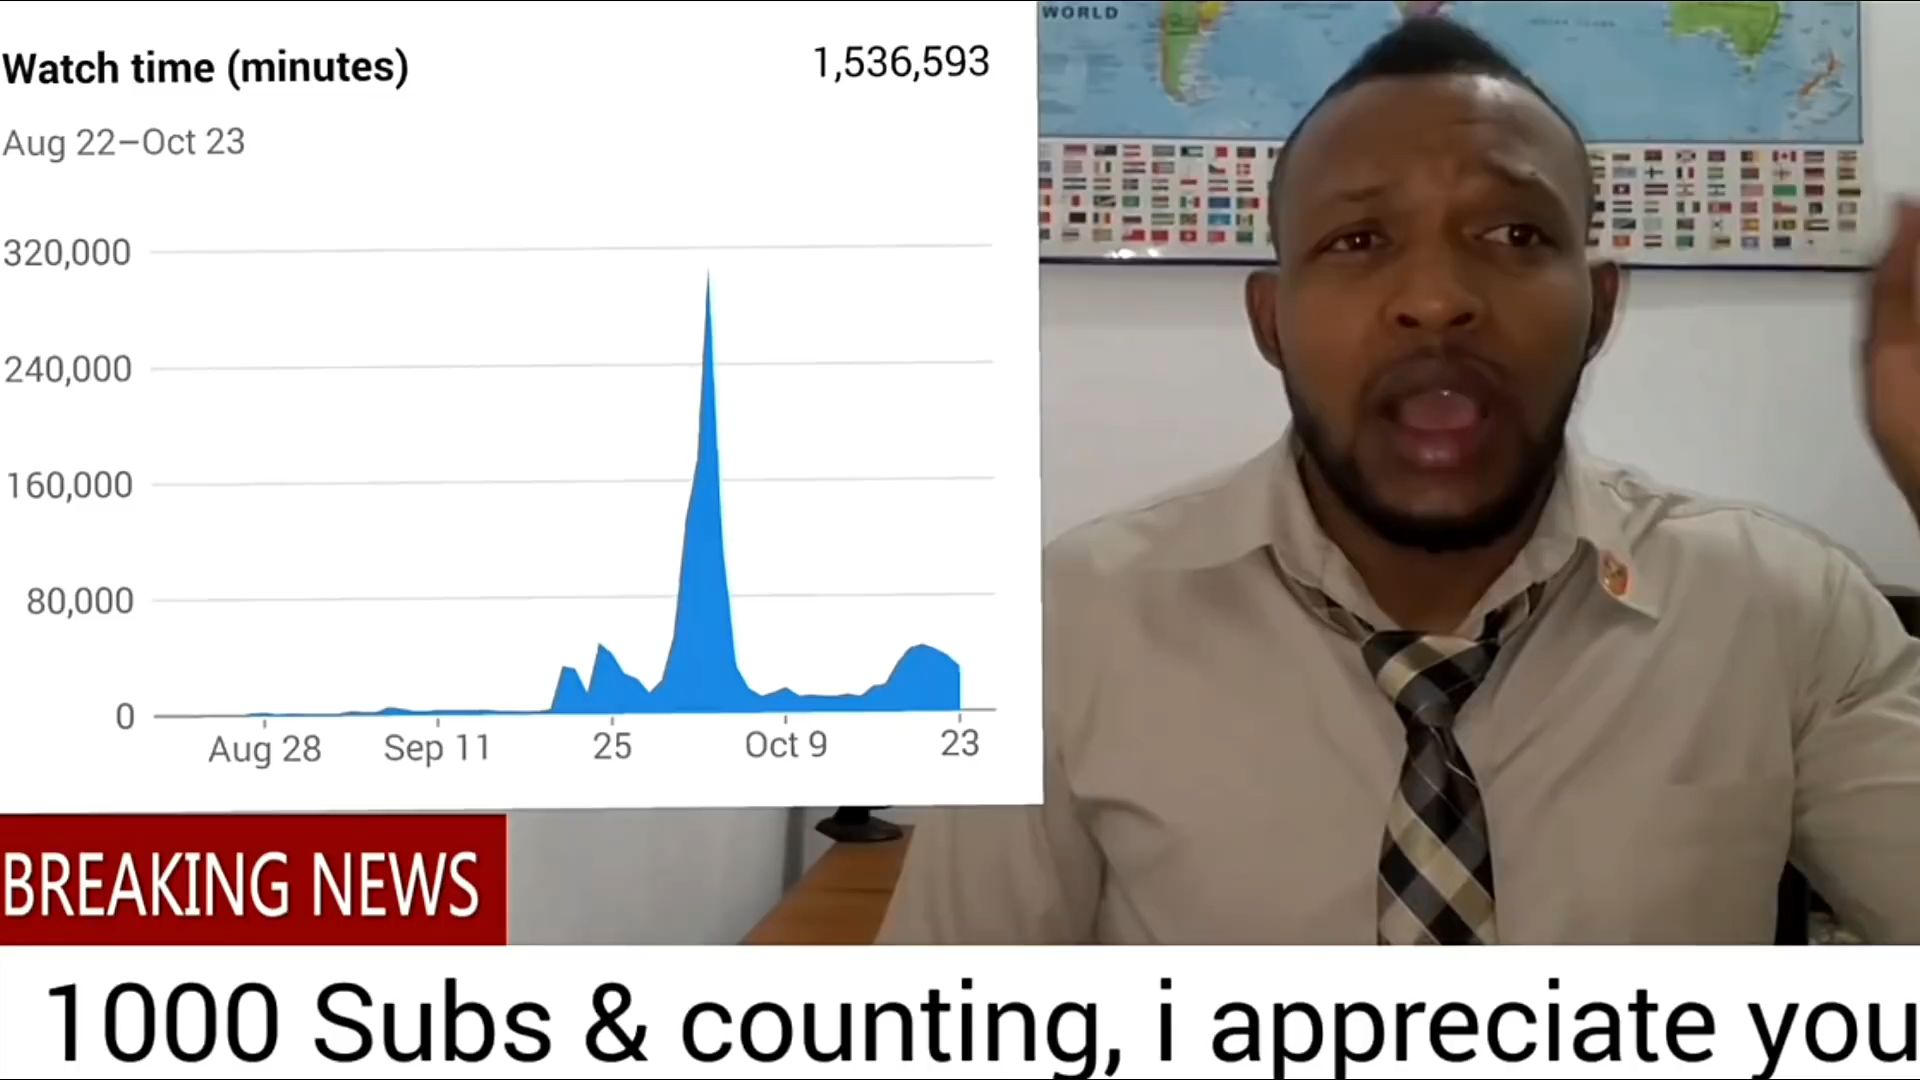 Watch time (minutes)
1,536,593
Aug 22–Oct 23
320,000
240,000
160,000
80,000
0
Aug 28
Sep 11
25
Oct 9
23
WORLD
BREAKING NEWS
1000 Subs & counting, i appreciate you